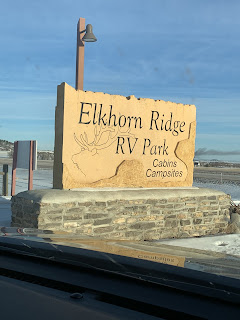 Elkhorn Ridge
RV Park
Cabins
Campsites